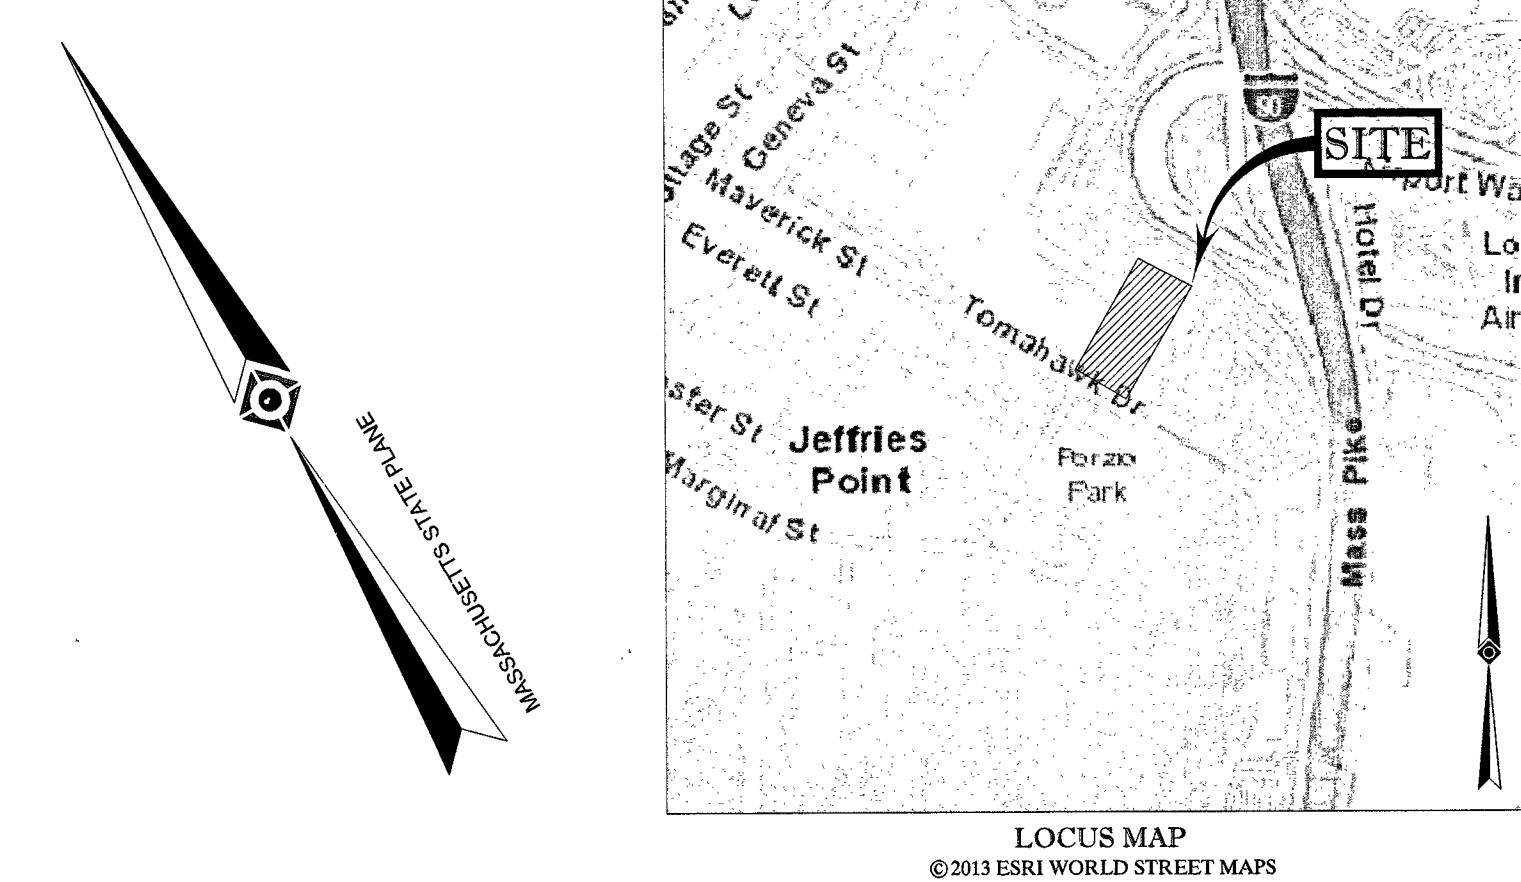 MASSACHUSETTS STATE PLANE
Geneva St
Maverick St
Everett St
Marginal St
Jeffries
Point
Tomahawk Dr
Porzio
Park
SITE
Hotel Dr
Mass Pike
LOCUS MAP
©2013 ESRI WORLD STREET MAPS